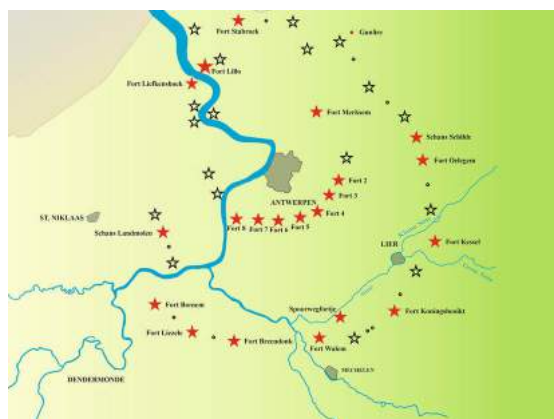 Fort Stabroek
Gasthre
Fort Lillo
Fort Liefkenshoek
Fort Merksem
Schans Schilde
Fort Oelegem
Fort 2
Fort 3
ANTWERPEN
Fort 4
Fort 5
Fort 6
Fort 7
Fort 8
ST. NIKLAAS
Schans Landmolen
LIER
Fort Kessel
Fort Bornem
Spoorwegfortje
Fort Koningshooikt
Fort Liezele
Fort Breendonk
Fort Walem
MECHELEN
DENDERMONDE